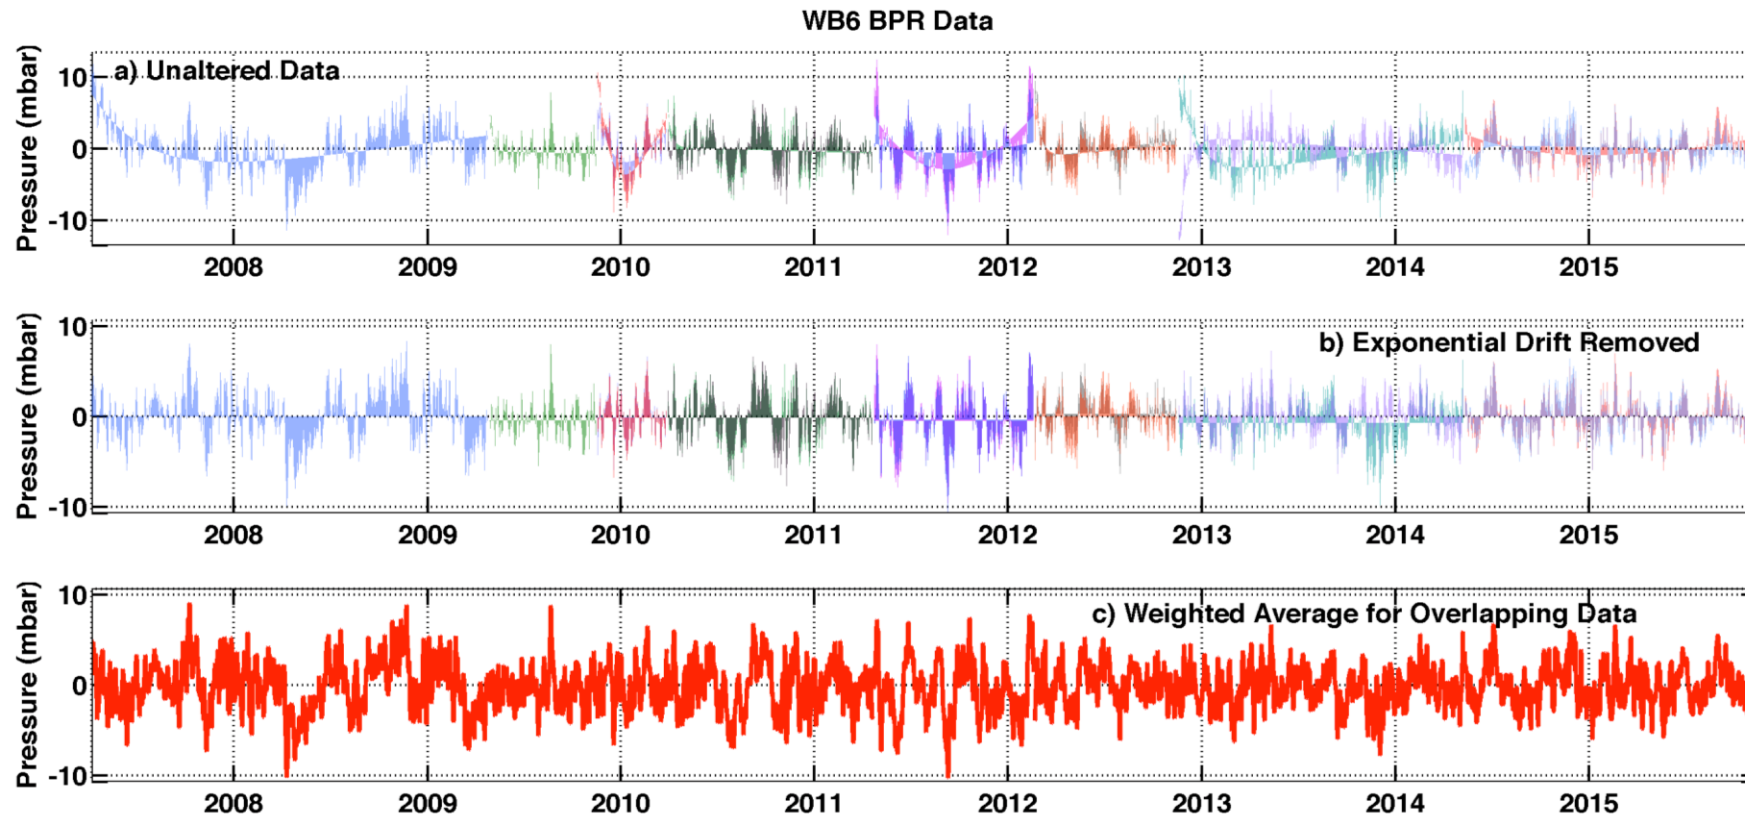 WB6 BPR Data
a) Unaltered Data
Pressure (mbar)
10
0
-10
2008 2009 2010 2011 2012 2013 2014 2015
b) Exponential Drift Removed
Pressure (mbar)
10
0
-10
2008 2009 2010 2011 2012 2013 2014 2015
c) Weighted Average for Overlapping Data
Pressure (mbar)
10
0
-10
2008 2009 2010 2011 2012 2013 2014 2015